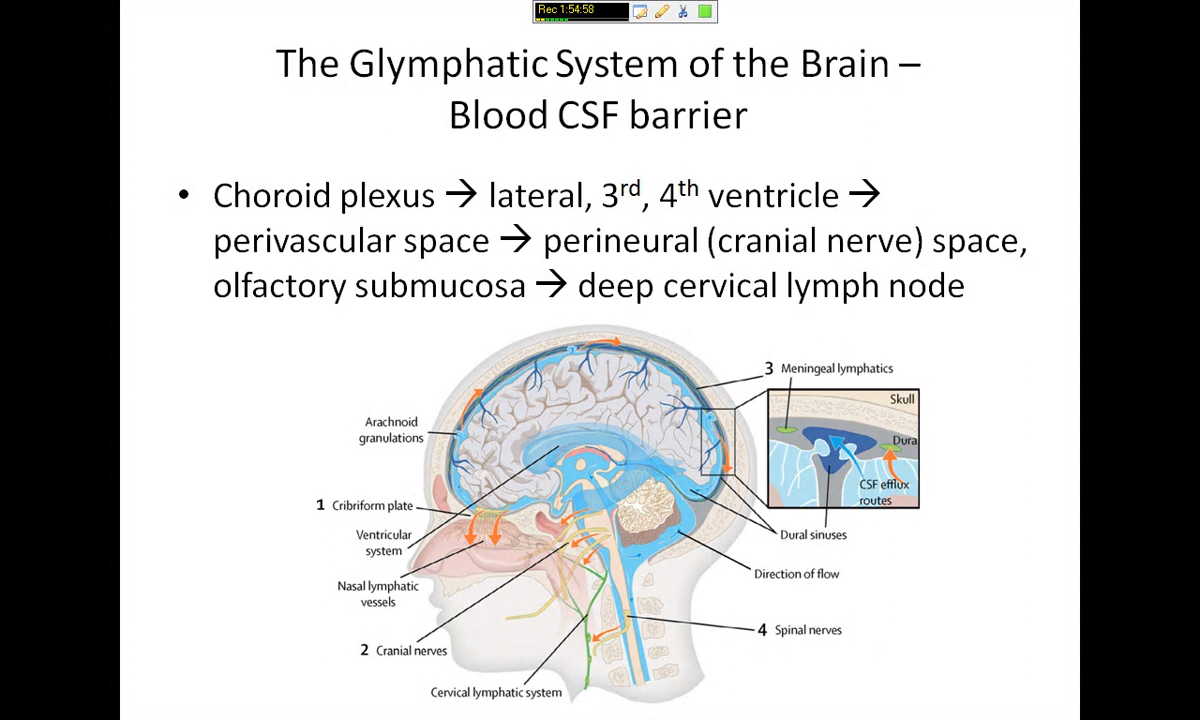 Rec 1:54:58
The Glymphatic System of the Brain –
Blood CSF barrier
• Choroid plexus → lateral, 3rd, 4th ventricle →
perivascular space → perineural (cranial nerve) space,
olfactory submucosa → deep cervical lymph node
3 Meningeal lymphatics
Skull
Arachnoid
granulations
Dura
CSF efflux
routes
1 Cribriform plate
Ventricular
system
Dural sinuses
Direction of flow
Nasal lymphatic
vessels
4 Spinal nerves
2 Cranial nerves
Cervical lymphatic system